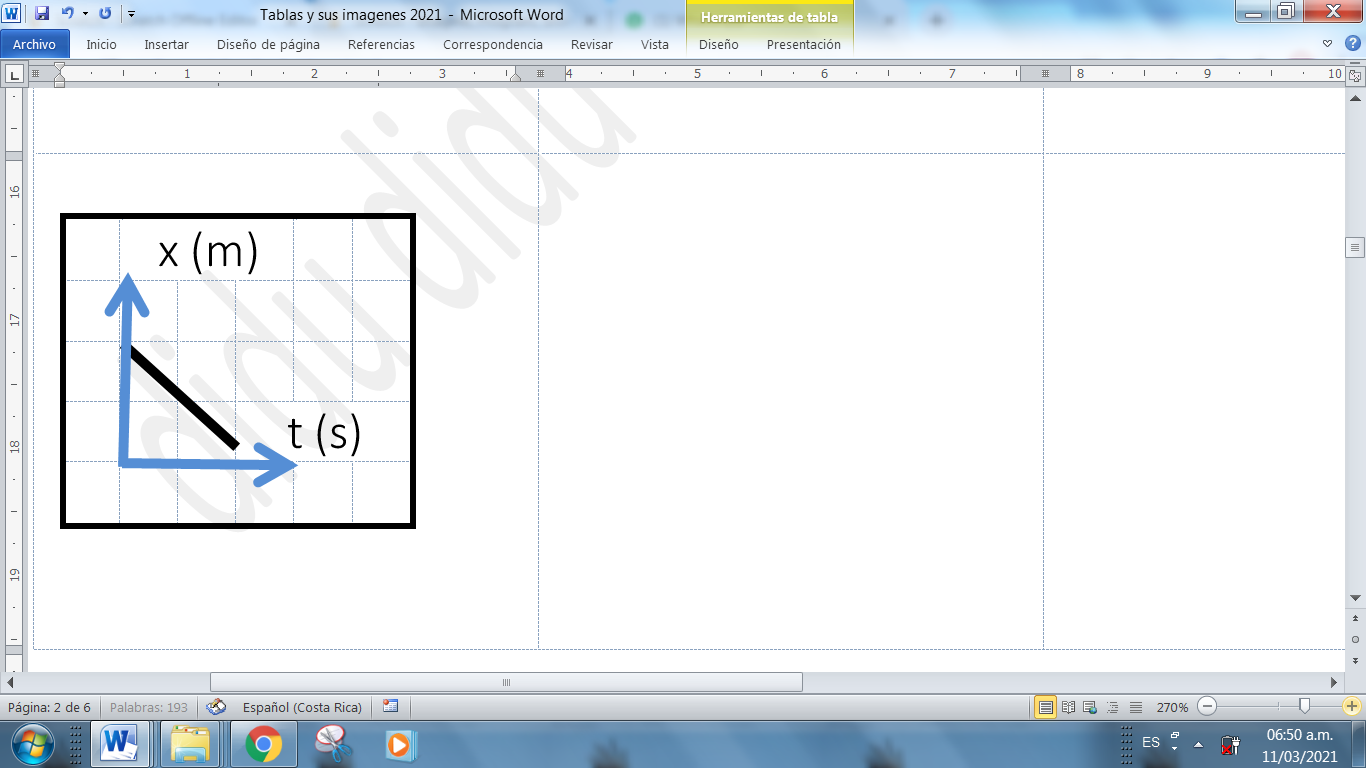 Tablas y sus imagenes 2021 - Microsoft Word
Herramientas de tabla
Archivo Inicio Insertar Diseño de página Referencias Correspondencia Revisar Vista Diseño Presentación
L 1 2 3 4 5 6 7 8 9 10
16
17
18
19
didu didu
x (m)
t (s)
Página: 2 de 6 Palabras: 193 Español (Costa Rica) 270%
ES 06:50 a.m.
11/03/2021